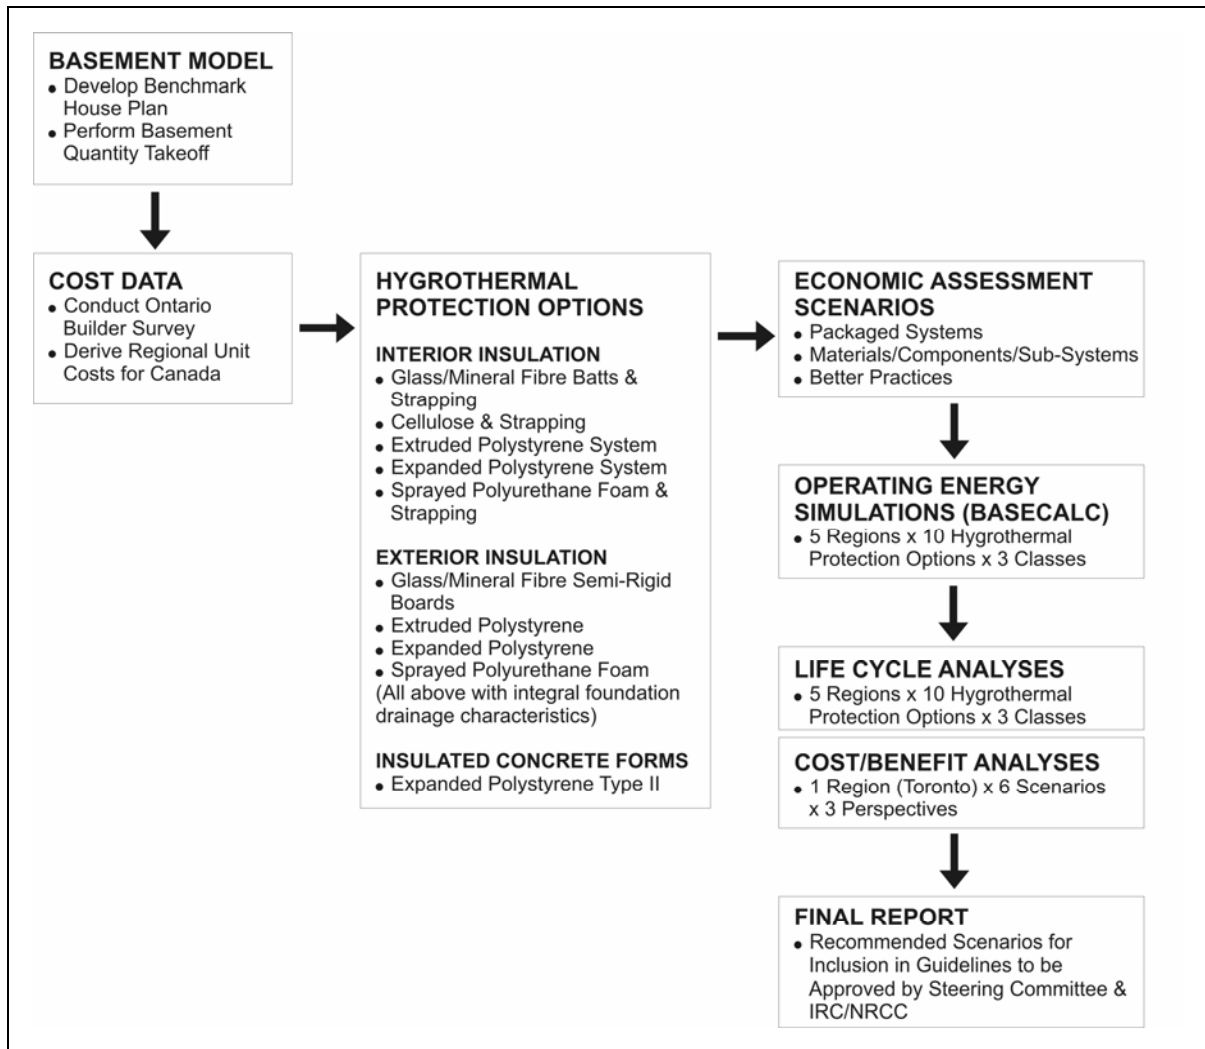 BASEMENT MODEL
• Develop Benchmark
House Plan
• Perform Basement
Quantity Takeoff
COST DATA
• Conduct Ontario
Builder Survey
• Derive Regional Unit
Costs for Canada
HYGROTHERMAL
PROTECTION OPTIONS
INTERIOR INSULATION
• Glass/Mineral Fibre Batts &
Strapping
• Cellulose & Strapping
• Extruded Polystyrene System
• Expanded Polystyrene System
• Sprayed Polyurethane Foam &
Strapping
EXTERIOR INSULATION
• Glass/Mineral Fibre Semi-Rigid
Boards
• Extruded Polystyrene
• Expanded Polystyrene
• Sprayed Polyurethane Foam
(All above with integral foundation
drainage characteristics)
INSULATED CONCRETE FORMS
• Expanded Polystyrene Type II
ECONOMIC ASSESSMENT
SCENARIOS
• Packaged Systems
• Materials/Components/Sub-Systems
• Better Practices
OPERATING ENERGY
SIMULATIONS (BASECALC)
• 5 Regions x 10 Hygrothermal
Protection Options x 3 Classes
LIFE CYCLE ANALYSES
• 5 Regions x 10 Hygrothermal
Protection Options x 3 Classes
COST/BENEFIT ANALYSES
• 1 Region (Toronto) x 6 Scenarios
x 3 Perspectives
FINAL REPORT
• Recommended Scenarios for
Inclusion in Guidelines to be
Approved by Steering Committee &
IRC/NRCC